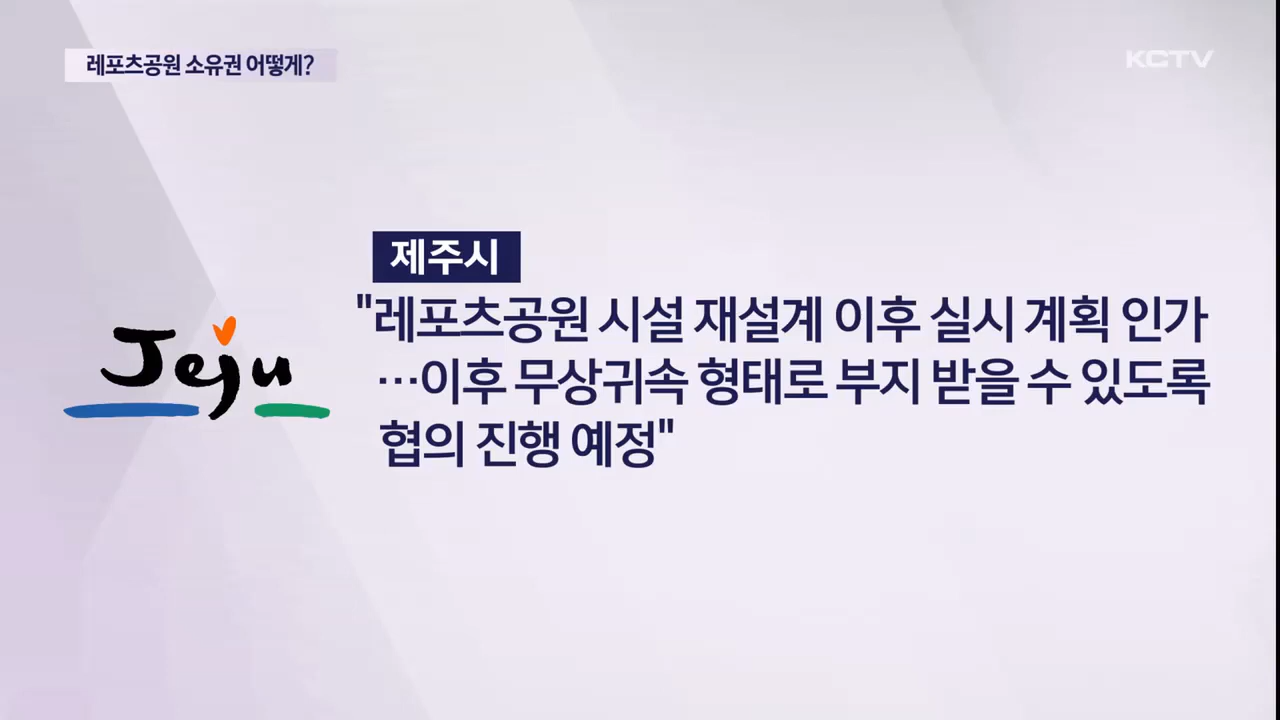 레포츠공원 소유권 어떻게?
KCTV
제주시
"레포츠공원 시설 재설계 이후 실시 계획 인가
…이후 무상귀속 형태로 부지 받을 수 있도록
협의 진행 예정"
Jeju